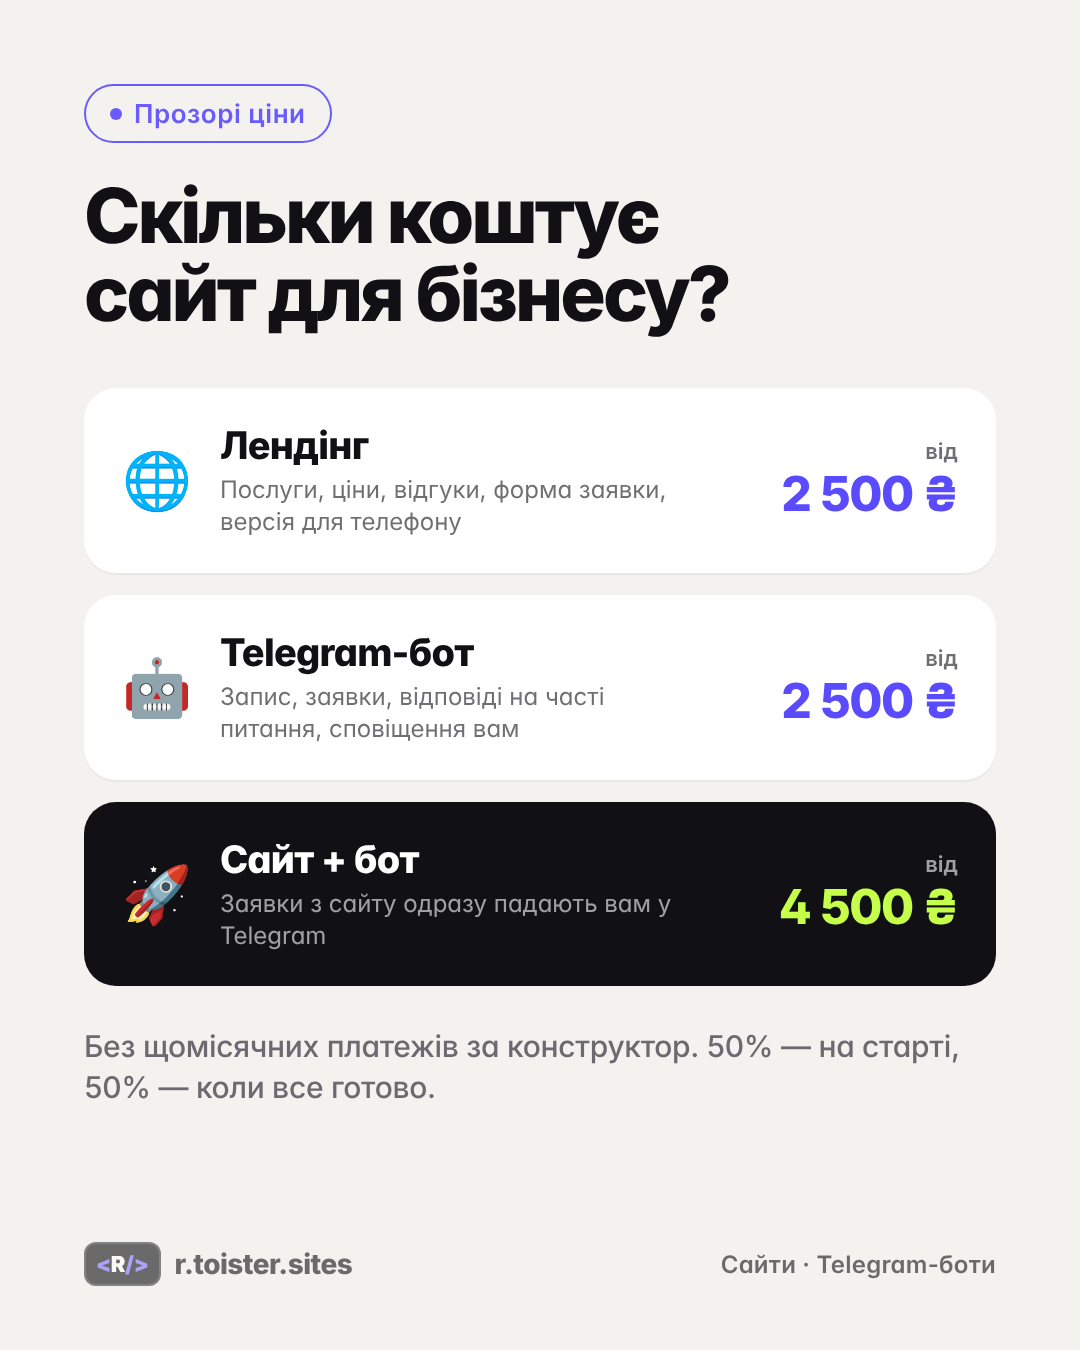 Прозорі ціни
Скільки коштує
сайт для бізнесу?
Лендінг
Послуги, ціни, відгуки, форма заявки,
версія для телефону
від
2 500 ₴
Telegram-бот
Запис, заявки, відповіді на часті
питання, сповіщення вам
від
2 500 ₴
Сайт + бот
Заявки з сайту одразу падають вам у
Telegram
від
4 500 ₴
Без щомісячних платежів за конструктор. 50% — на старті,
50% — коли все готово.
<R/> r.toister.sites
Сайти · Telegram-боти